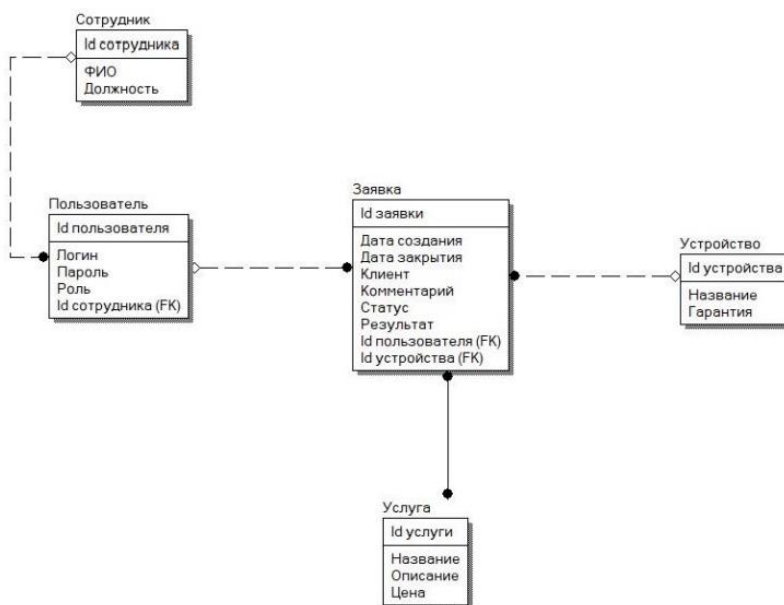 Сотрудник
Id сотрудника
ФИО
Должность
Пользователь
Id пользователя
Логин
Пароль
Роль
Id сотрудника (FK)
Заявка
Id заявки
Дата создания
Дата закрытия
Клиент
Комментарий
Статус
Результат
Id пользователя (FK)
Id устройства (FK)
Устройство
Id устройства
Название
Гарантия
Услуга
Id услуги
Название
Описание
Цена